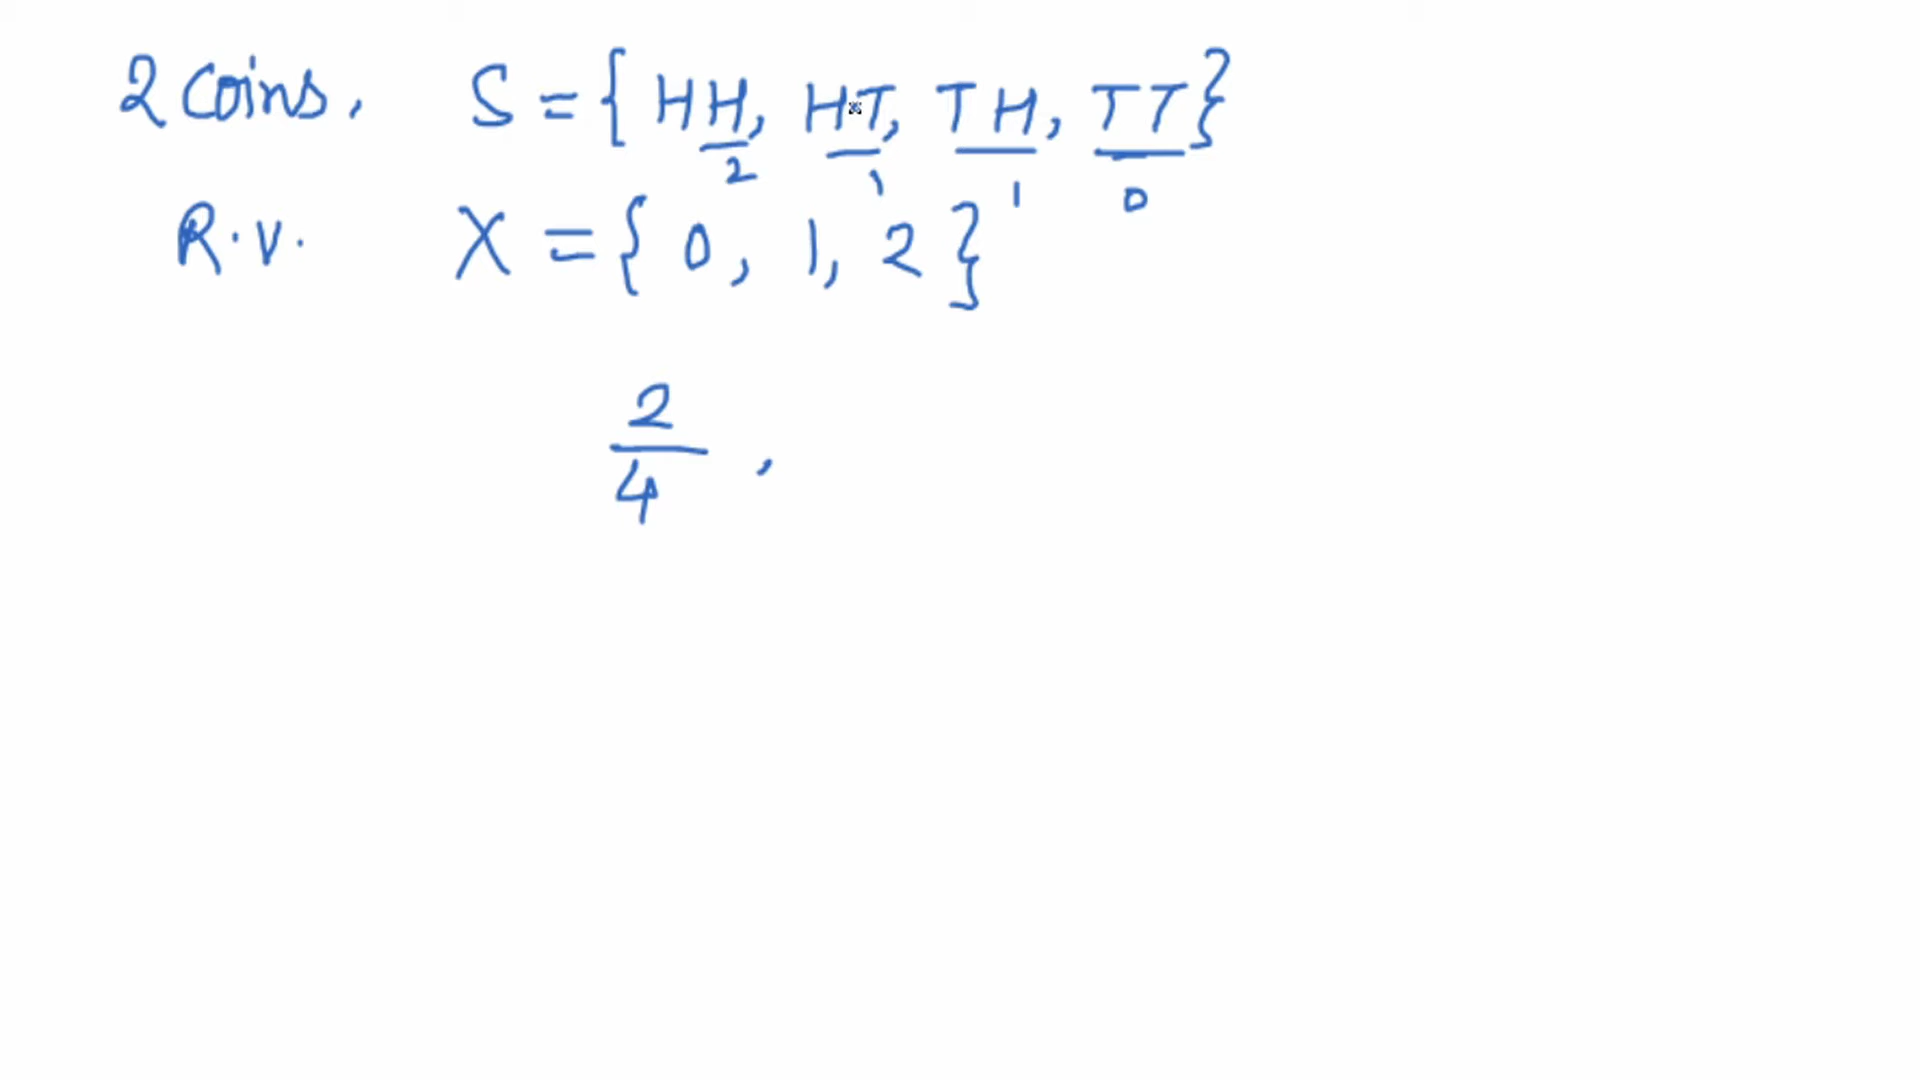 2 Coins, S = { HH, HT, TH, TT }
2 1 1 0
R.V. X = { 0, 1, 2 }
2
4 ,